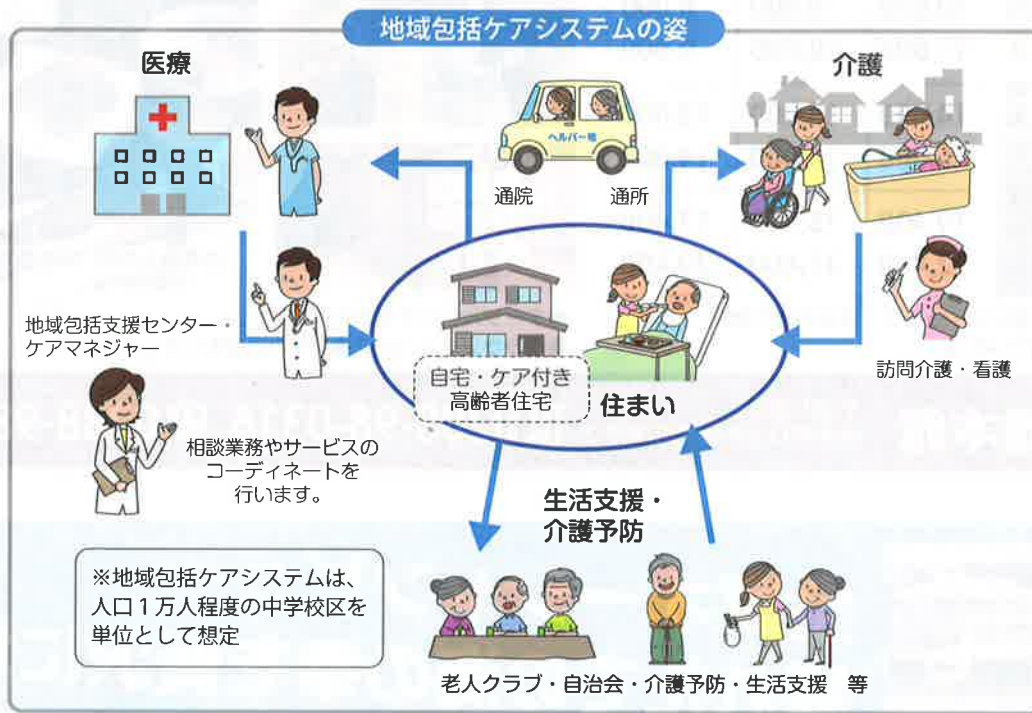 地域包括ケアシステムの姿
医療
介護
ヘルパー号
通院
通所
地域包括支援センター・
ケアマネジャー
訪問介護・看護
自宅・ケア付き
高齢者住宅
住まい
相談業務やサービスの
コーディネートを
行います。
生活支援・
介護予防
※地域包括ケアシステムは、
人口1万人程度の中学校区を
単位として想定
老人クラブ・自治会・介護予防・生活支援 等